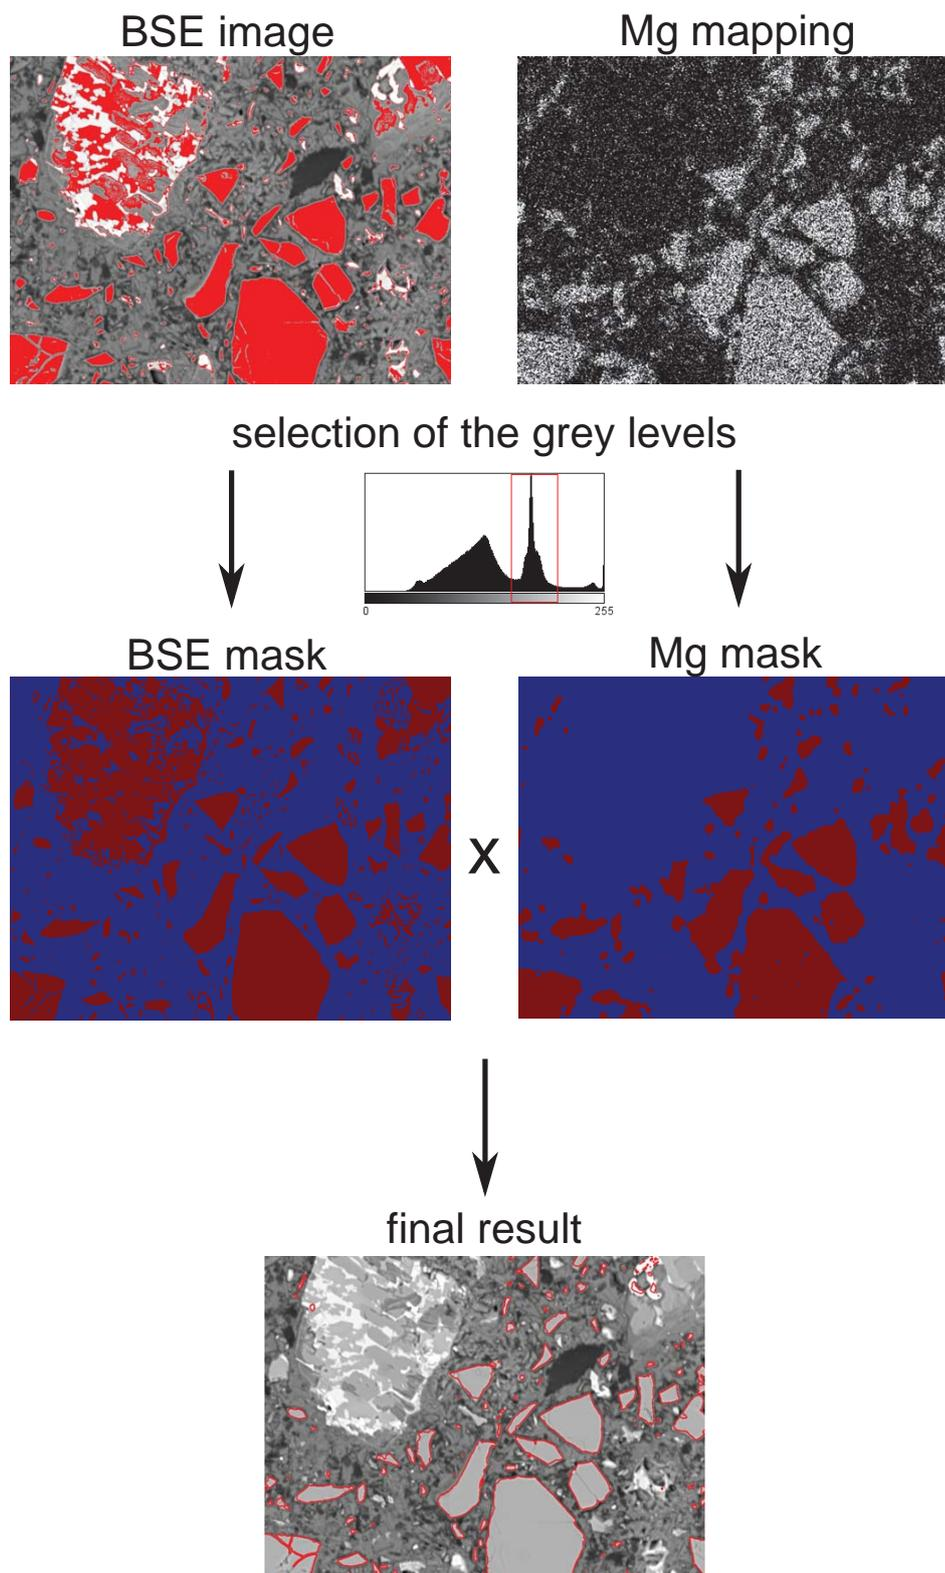 BSE image
Mg mapping
selection of the grey levels
0
255
BSE mask
Mg mask
x
final result